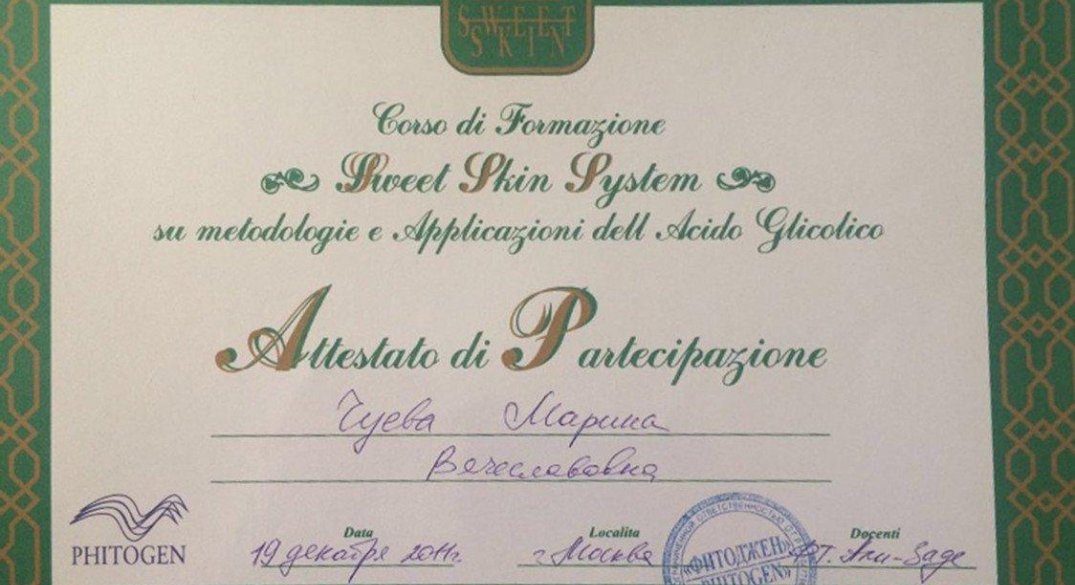 SWEET
SKIN
Corso di Formazione
Sweet Skin System
su metodologie e Applicazioni dell Acido Glicolico
Attestato di Partecipazione
Чуева Марина
Вячеславовна
PHITOGEN
Data
19 декабря 2011г.
Localita
г. Москва
Docenti
«ФИТОДЖЕН»
«PHITOGEN»